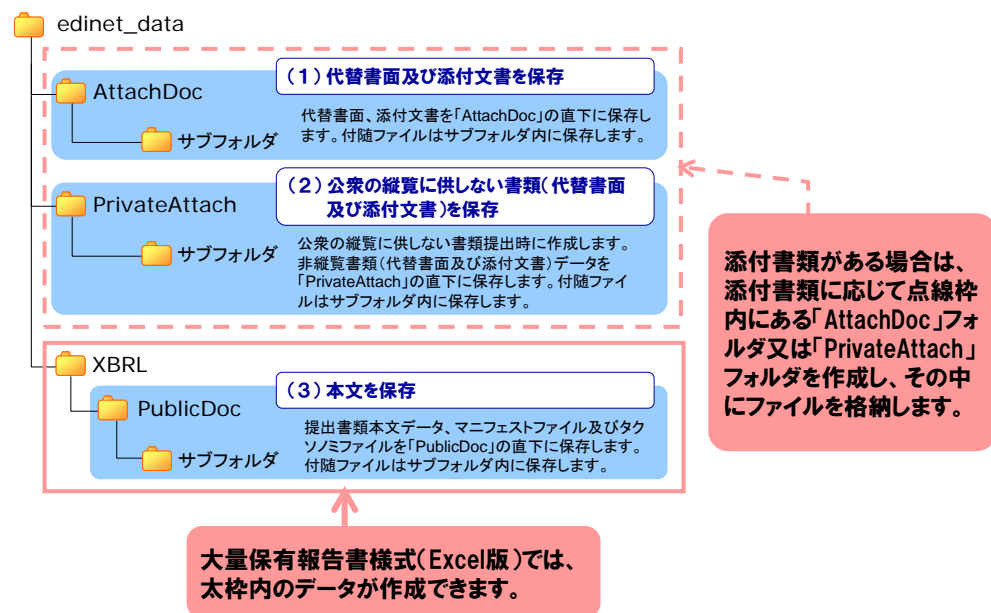 edinet_data
(1)代替書面及び添付文書を保存
AttachDoc
代替書面、添付文書を「AttachDoc」の直下に保存し
ます。付随ファイルはサブフォルダ内に保存します。
サブフォルダ
(2)公衆の縦覧に供しない書類(代替書面
及び添付文書)を保存
PrivateAttach
サブフォルダ
公衆の縦覧に供しない書類提出時に作成します。
非縦覧書類(代替書面及び添付文書)データを
「PrivateAttach」の直下に保存します。付随ファイ
ルはサブフォルダ内に保存します。
添付書類がある場合は、
添付書類に応じて点線枠
内にある「AttachDoc」フォ
ルダ又は「PrivateAttach」
フォルダを作成し、その中
にファイルを格納します。
XBRL
(3)本文を保存
PublicDoc
提出書類本文データ、マニフェストファイル及びタク
ソノミファイルを「PublicDoc」の直下に保存します。
付随ファイルはサブフォルダ内に保存します。
サブフォルダ
大量保有報告書様式(Excel版)では、
太枠内のデータが作成できます。